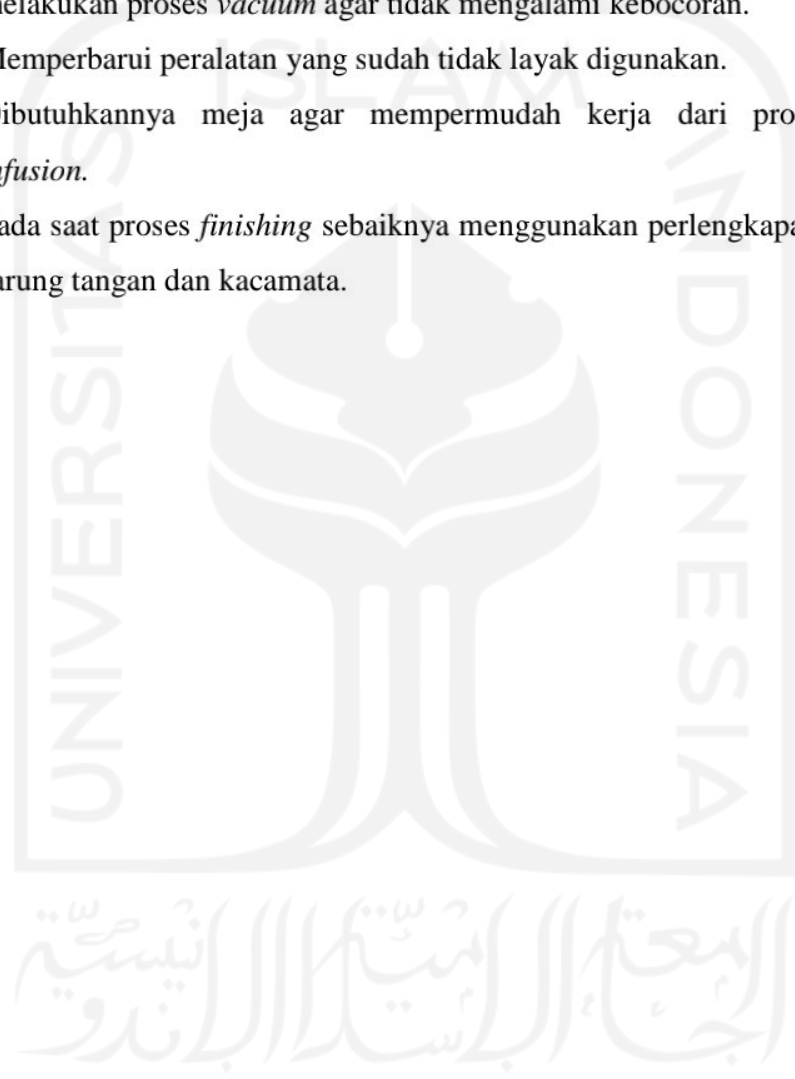 melakukan proses vacuum agar tidak mengalami kebocoran.
Memperbarui peralatan yang sudah tidak layak digunakan.
ibutuhkannya meja agar mempermudah kerja dari pro
fusion.
ada saat proses finishing sebaiknya menggunakan perlengkapa
arung tangan dan kacamata.
ISLAM
UNIVERSITAS
INDONESIA